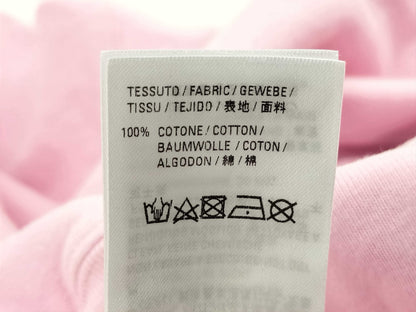 TESSUTO / FABRIC / GEWEBE /
TISSU / TEJIDO / 表地 / 面料
100% COTONE / COTTON /
BAUMWOLLE / COTON /
ALGODON / 綿 / 棉